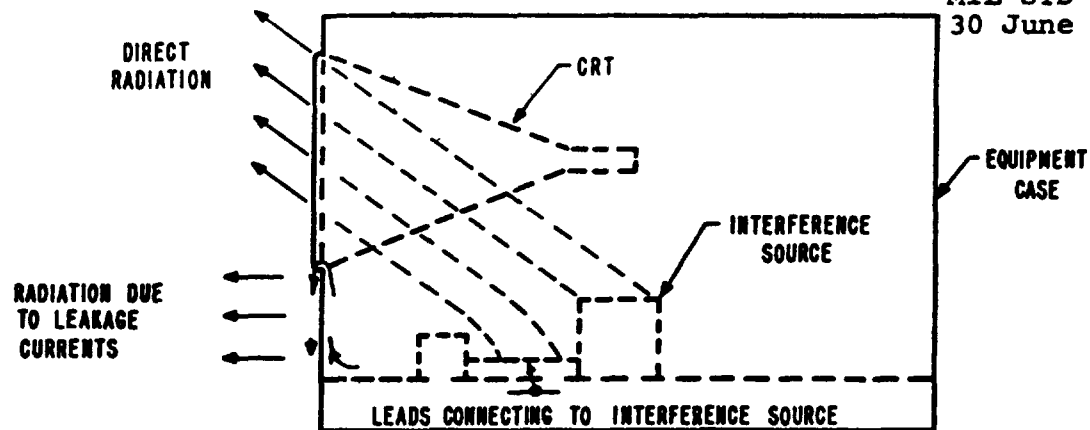 30 June
DIRECT
RADIATION
CRT
EQUIPMENT
CASE
INTERFERENCE
SOURCE
RADIATION DUE
TO LEAKAGE
CURRENTS
LEADS CONNECTING TO INTERFERENCE SOURCE